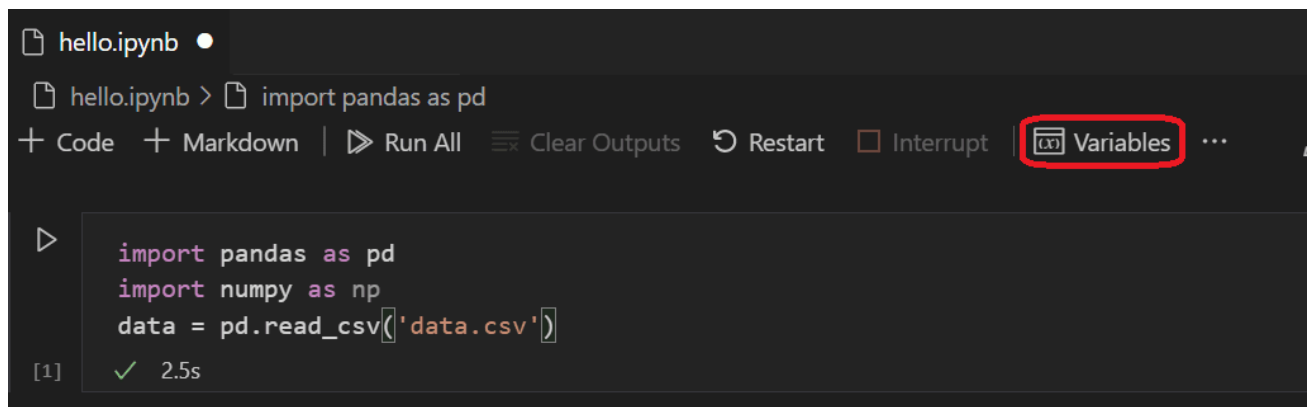 hello.ipynb
hello.ipynb > import pandas as pd
+ Code + Markdown | Run All Clear Outputs Restart Interrupt | (x) Variables ...
import pandas as pd
import numpy as np
data = pd.read_csv('data.csv')
[1] ✓ 2.5s